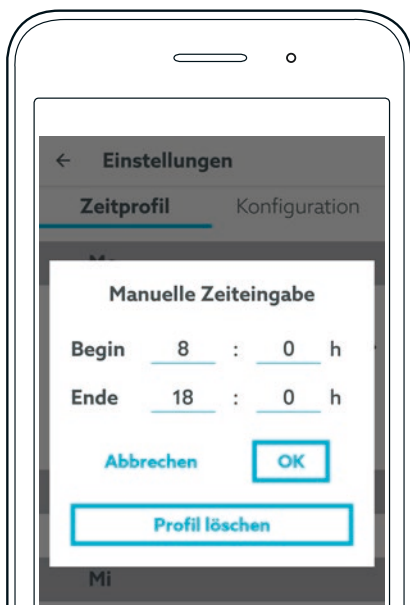 ← Einstellungen
Zeitprofil Konfiguration
Manuelle Zeiteingabe
Begin 8 : 0 h
Ende 18 : 0 h
Abbrechen OK
Profil löschen
Mi